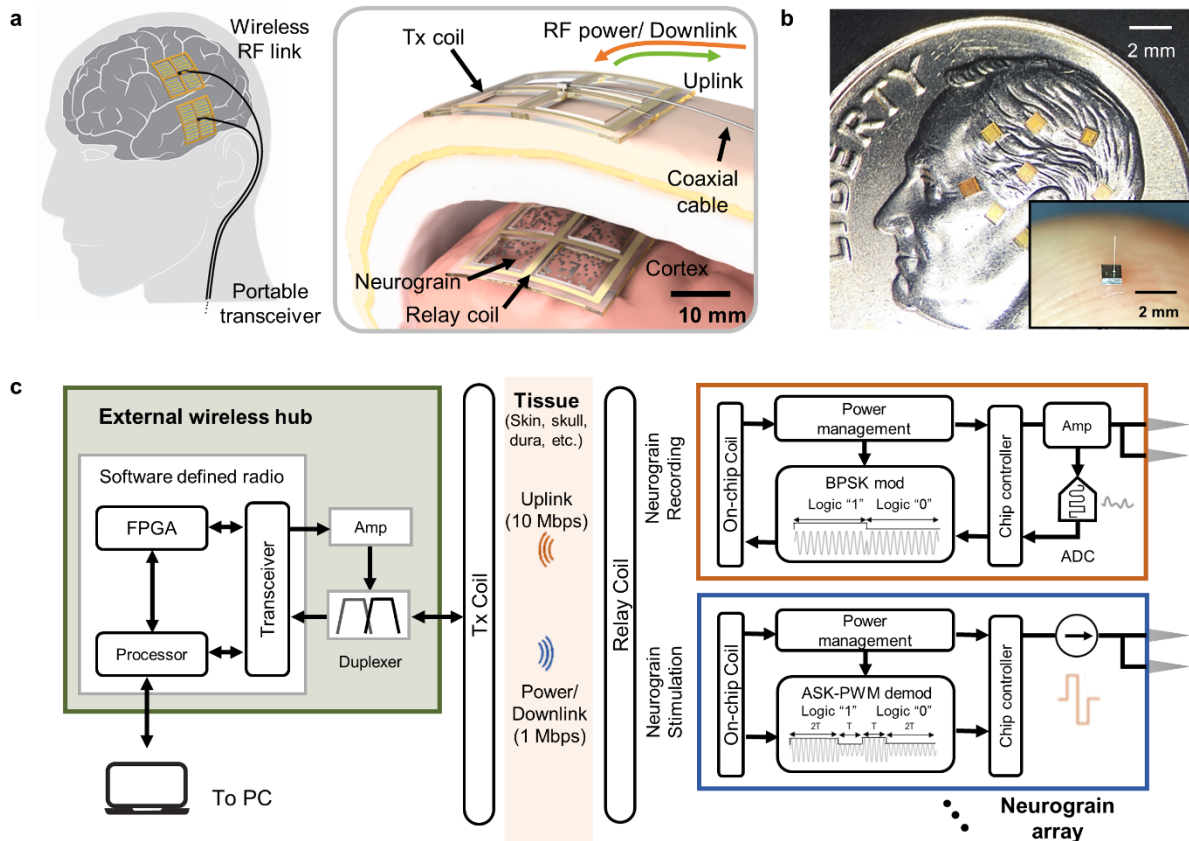 a
Wireless
RF link
Portable
transceiver
Tx coil
RF power/ Downlink
Uplink
Coaxial
cable
Neurograin
Relay coil
Cortex
10 mm
b
2 mm
LIBERTY
2 mm
c
External wireless hub
Software defined radio
FPGA
Processor
Transceiver
Amp
Duplexer
To PC
Tx Coil
Tissue
(Skin, skull,
dura, etc.)
Uplink
(10 Mbps)
Power/
Downlink
(1 Mbps)
Relay Coil
Neurograin
Recording
On-chip Coil
Power
management
BPSK mod
Logic “1” Logic “0”
Chip controller
Amp
ADC
Neurograin
Stimulation
On-chip Coil
Power
management
ASK-PWM demod
Logic “1” Logic “0”
2T T T 2T
Chip controller
Neurograin
array